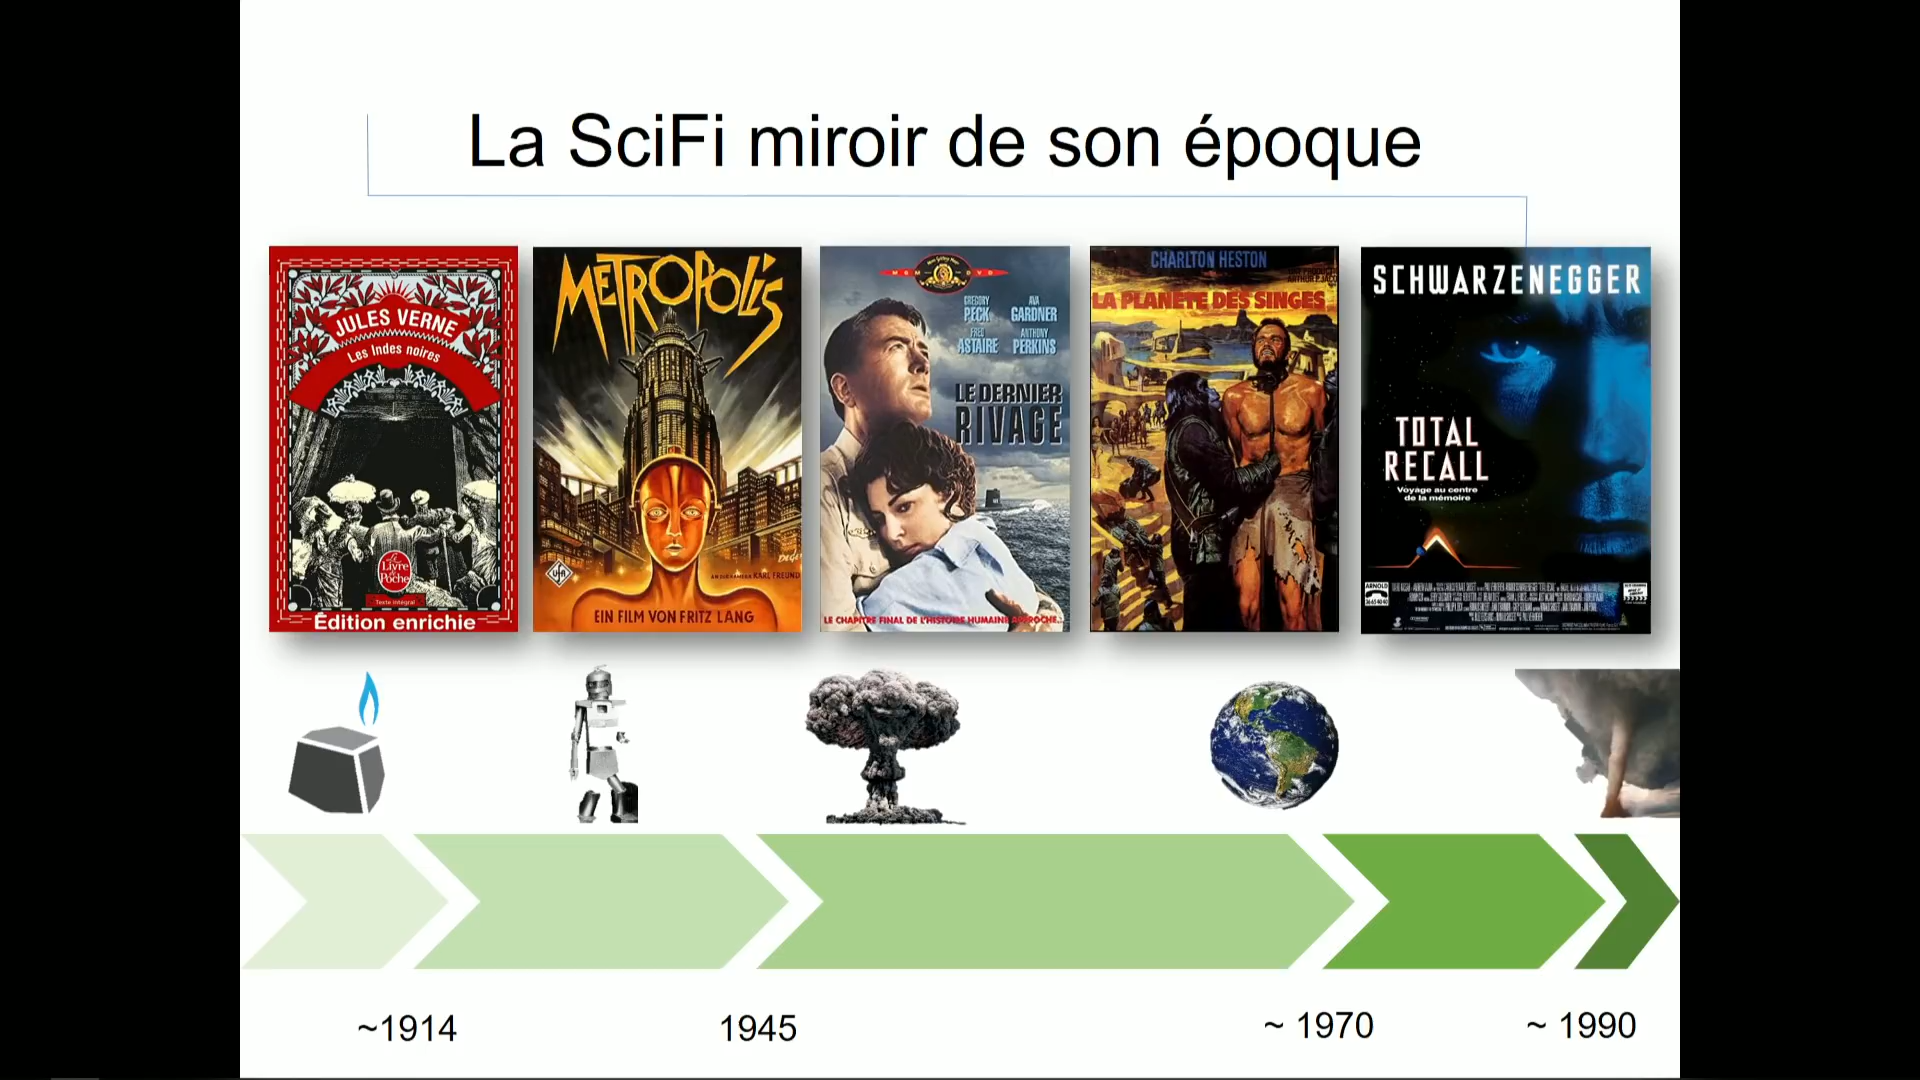 La SciFi miroir de son époque
JULES VERNE
Les Indes noires
Le
Livre
de
Poche
Texte intégral
Édition enrichie
METROPOLIS
Ufa
KARL FREUND
EIN FILM VON FRITZ LANG
MGM DVD
GREGORY PECK
AVA GARDNER
FRED ASTAIRE
ANTHONY PERKINS
LE DERNIER
RIVAGE
LE CHAPITRE FINAL DE L'HISTOIRE HUMAINE APPROCHE...
CHARLTON HESTON
LA PLANETE DES SINGES
SCHWARZENEGGER
TOTAL
RECALL
Voyage au centre
de la mémoire
~1914
1945
~ 1970
~ 1990